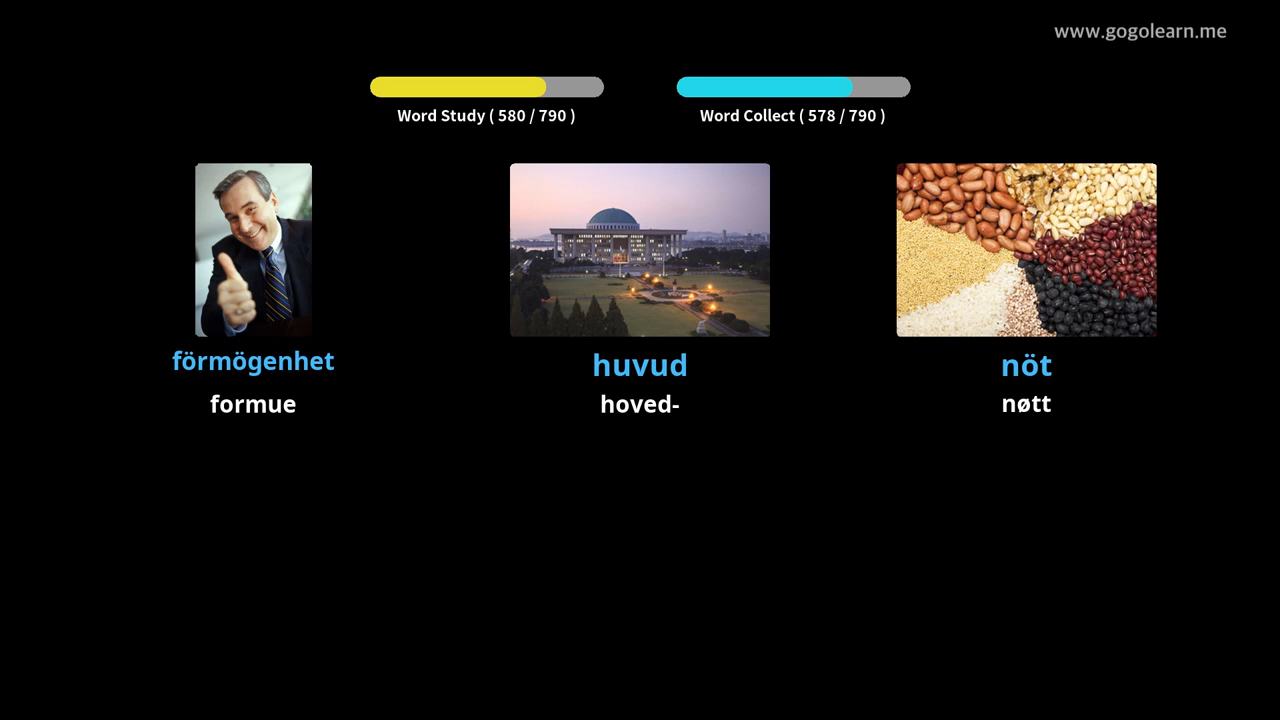 www.gogolearn.me
Word Study ( 580 / 790 )
Word Collect ( 578 / 790 )
förmögenhet
huvud
nöt
formue
hoved-
nøtt